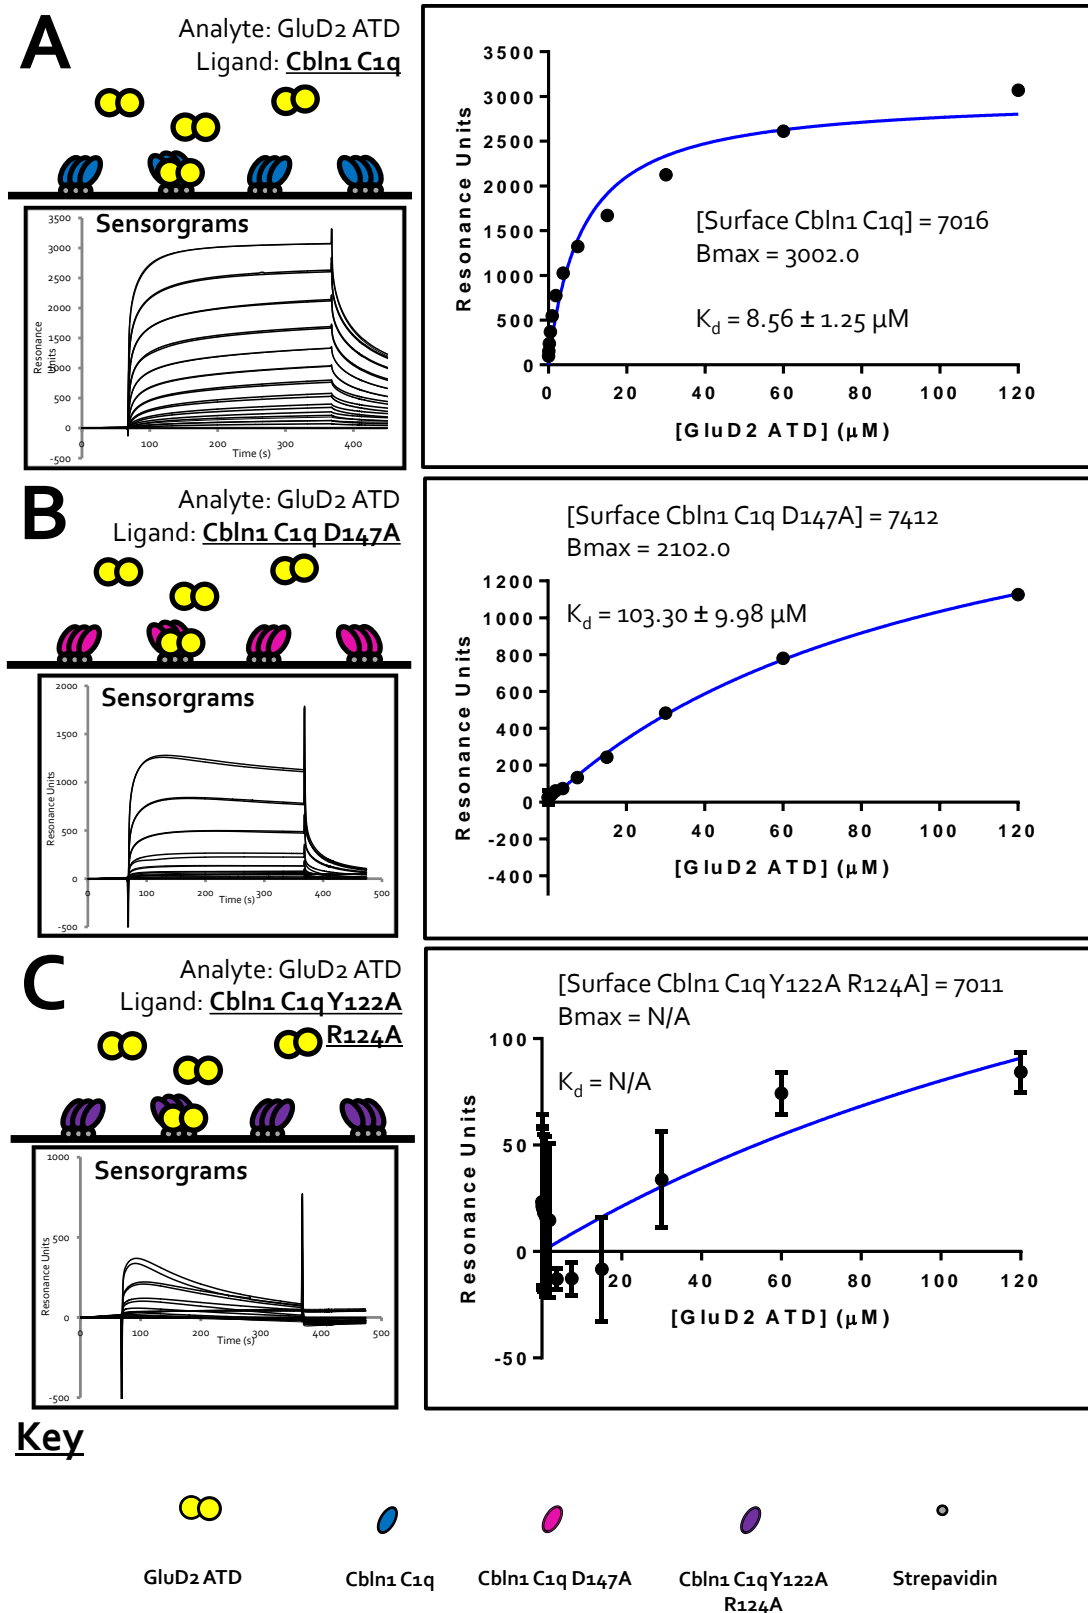 A
Analyte: GluD2 ATD
Ligand: Cbln1 C1q
Sensorgrams
3500
3000
2500
2000
1500
1000
500
0
-500
Resonance
Units
0
100
200
300
400
Time (s)
3500
3000
2500
2000
1500
1000
500
0
Resonance Units
[Surface Cbln1 C1q] = 7016
Bmax = 3002.0
Kd = 8.56 ± 1.25 µM
0 20 40 60 80 100 120
[GluD2 ATD] (µM)
B
Analyte: GluD2 ATD
Ligand: Cbln1 C1q D147A
Sensorgrams
2000
1500
1000
500
0
-500
Resonance Units
0 100 200 300 400 500
Time (s)
[Surface Cbln1 C1q D147A] = 7412
Bmax = 2102.0
Kd = 103.30 ± 9.98 µM
1200
1000
800
600
400
200
0
-200
-400
Resonance Units
20 40 60 80 100 120
[GluD2 ATD] (µM)
C
Analyte: GluD2 ATD
Ligand: Cbln1 C1q Y122A
R124A
Sensorgrams
1000
500
0
-500
Resonance Units
0 100 200 300 400 500
Time (s)
[Surface Cbln1 C1q Y122A R124A] = 7011
Bmax = N/A
Kd = N/A
100
50
0
-50
Resonance Units
20 40 60 80 100 120
[GluD2 ATD] (µM)
Key
GluD2 ATD
Cbln1 C1q
Cbln1 C1q D147A
Cbln1 C1q Y122A
R124A
Strepavidin